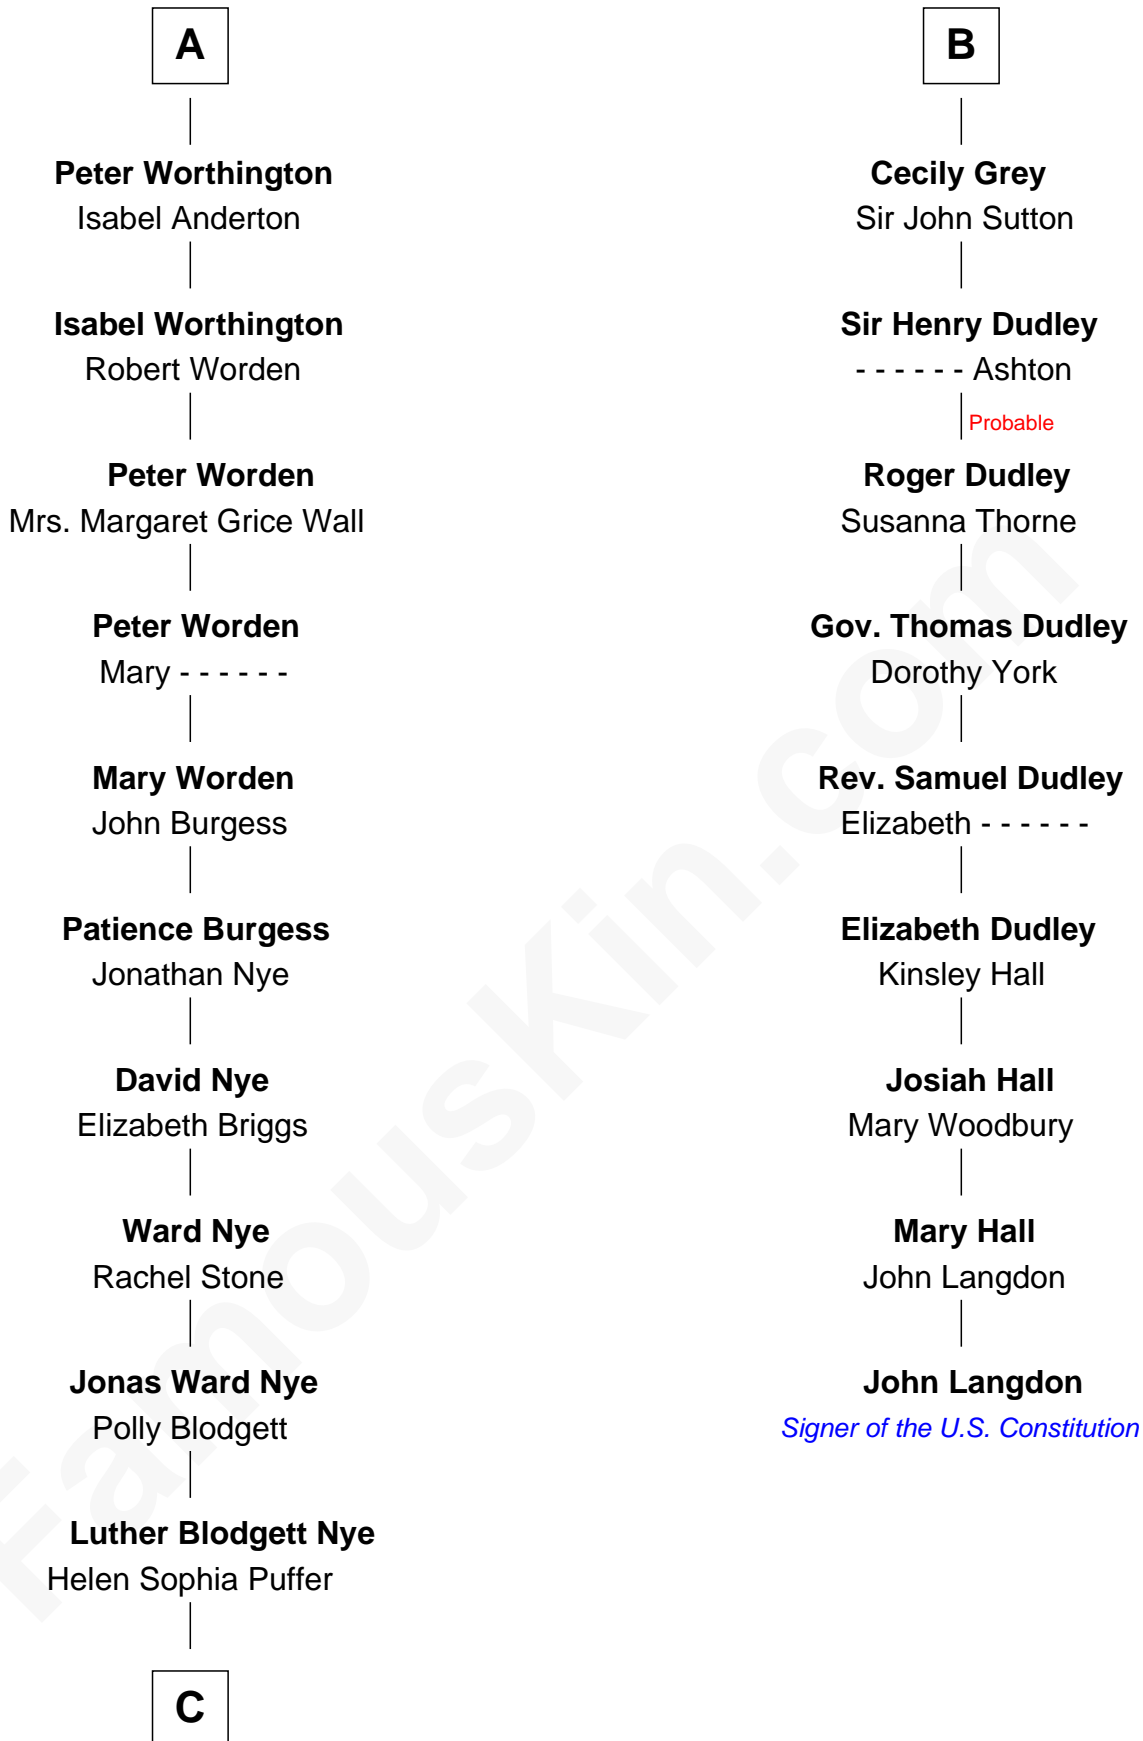 A
Peter Worthington
Isabel Anderton
Isabel Worthington
Robert Worden
Peter Worden
Mrs. Margaret Grice Wall
Peter Worden
Mary - - - - - -
Mary Worden
John Burgess
Patience Burgess
Jonathan Nye
David Nye
Elizabeth Briggs
Ward Nye
Rachel Stone
Jonas Ward Nye
Polly Blodgett
Luther Blodgett Nye
Helen Sophia Puffer
C
B
Cecily Grey
Sir John Sutton
Sir Henry Dudley
- - - - - - Ashton
Probable
Roger Dudley
Susanna Thorne
Gov. Thomas Dudley
Dorothy York
Rev. Samuel Dudley
Elizabeth - - - - - -
Elizabeth Dudley
Kinsley Hall
Josiah Hall
Mary Woodbury
Mary Hall
John Langdon
John Langdon
Signer of the U.S. Constitution
FamousKin.com